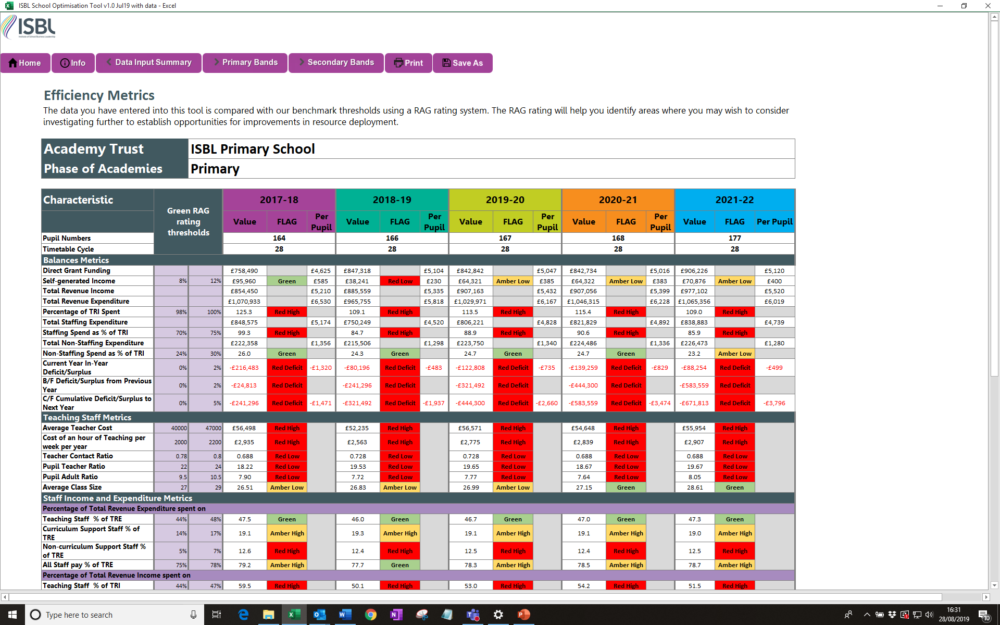 ISBL School Optimisation Tool v1.0 Jul19 with data - Excel
ISBL
Institute of School Business Leadership
Home Info Data Input Summary Primary Bands Secondary Bands Print Save As
Efficiency Metrics
The data you have entered into this tool is compared with our benchmark thresholds using a RAG rating system. The RAG rating will help you identify areas where you may wish to consider
investigating further to establish opportunities for improvements in resource deployment.
Academy Trust ISBL Primary School
Phase of Academies Primary
Characteristic Green RAG rating thresholds 2017-18 2018-19 2019-20 2020-21 2021-22
Value FLAG Per Pupil Value FLAG Per Pupil Value FLAG Per Pupil Value FLAG Per Pupil Value FLAG Per Pupil
Pupil Numbers 164 166 167 168 177
Timetable Cycle 28 28 28 28 28
Balances Metrics
Direct Grant Funding £758,490 £4,625 £847,318 £5,104 £842,842 £5,047 £842,734 £5,016 £906,226 £5,120
Self-generated Income 8% 12% £95,960 Green £585 £38,241 Red Low £230 £64,321 Amber Low £385 £64,322 Amber Low £383 £70,876 Amber Low £400
Total Revenue Income £854,450 £5,210 £885,559 £5,335 £907,163 £5,432 £907,056 £5,399 £977,102 £5,520
Total Revenue Expenditure £1,070,933 £6,530 £965,755 £5,818 £1,029,971 £6,167 £1,046,315 £6,228 £1,065,356 £6,019
Percentage of TRI Spent 98% 100% 125.3 Red High 109.1 Red High 113.5 Red High 115.4 Red High 109.0 Red High
Total Staffing Expenditure £848,575 £5,174 £750,249 £4,520 £806,221 £4,828 £821,829 £4,892 £838,883 £4,739
Staffing Spend as % of TRI 70% 75% 99.3 Red High 84.7 Red High 88.9 Red High 90.6 Red High 85.9 Red High
Total Non-Staffing Expenditure £222,358 £1,356 £215,506 £1,298 £223,750 £1,340 £224,486 £1,336 £226,473 £1,280
Non-Staffing Spend as % of TRI 24% 30% 26.0 Green 24.3 Green 24.7 Green 24.7 Green 23.2 Amber Low
Current Year In-Year
Deficit/Surplus 0% 2% -£216,483 Red Deficit -£1,320 -£80,196 Red Deficit -£483 -£122,808 Red Deficit -£735 -£139,259 Red Deficit -£829 -£88,254 Red Deficit -£499
B/F Deficit/Surplus from Previous
Year 0% 2% -£24,813 Red Deficit -£241,296 Red Deficit -£321,492 Red Deficit -£444,300 Red Deficit -£583,559 Red Deficit
C/F Cumulative Deficit/Surplus to
Next Year 0% 5% -£241,296 Red Deficit -£1,471 -£321,492 Red Deficit -£1,937 -£444,300 Red Deficit -£2,660 -£583,559 Red Deficit -£3,474 -£671,813 Red Deficit -£3,796
Teaching Staff Metrics
Average Teacher Cost 40000 47000 £56,498 Red High £52,235 Red High £56,571 Red High £54,648 Red High £55,954 Red High
Cost of an hour of Teaching per
week per year 2000 2200 £2,935 Red High £2,563 Red High £2,775 Red High £2,839 Red High £2,907 Red High
Teacher Contact Ratio 0.78 0.8 0.688 Red Low 0.728 Red Low 0.728 Red Low 0.688 Red Low 0.688 Red Low
Pupil Teacher Ratio 22 24 18.22 Red Low 19.53 Red Low 19.65 Red Low 18.67 Red Low 19.67 Red Low
Pupil Adult Ratio 9.5 10.5 7.90 Red Low 7.72 Red Low 7.77 Red Low 7.64 Red Low 8.05 Red Low
Average Class Size 27 29 26.51 Amber Low 26.83 Amber Low 26.99 Amber Low 27.15 Green 28.61 Green
Staff Income and Expenditure Metrics
Percentage of Total Revenue Expenditure spent on
Teaching Staff % of TRE 44% 48% 47.5 Green 46.0 Green 46.7 Green 47.0 Green 47.3 Green
Curriculum Support Staff % of
TRE 14% 17% 19.1 Amber High 19.3 Amber High 19.1 Amber High 19.1 Amber High 19.0 Amber High
Non-curriculum Support Staff %
of TRE 5% 7% 12.6 Red High 12.4 Red High 12.5 Red High 12.4 Red High 12.5 Red High
All Staff pay % of TRE 75% 78% 79.2 Amber High 77.7 Green 78.3 Amber High 78.5 Amber High 78.7 Amber High
Percentage of Total Revenue Income spent on
Teaching Staff % of TRI 44% 47% 59.5 Red High 50.1 Red High 53.0 Red High 54.2 Red High 51.5 Red High
Type here to search
16:31
28/08/2019
10